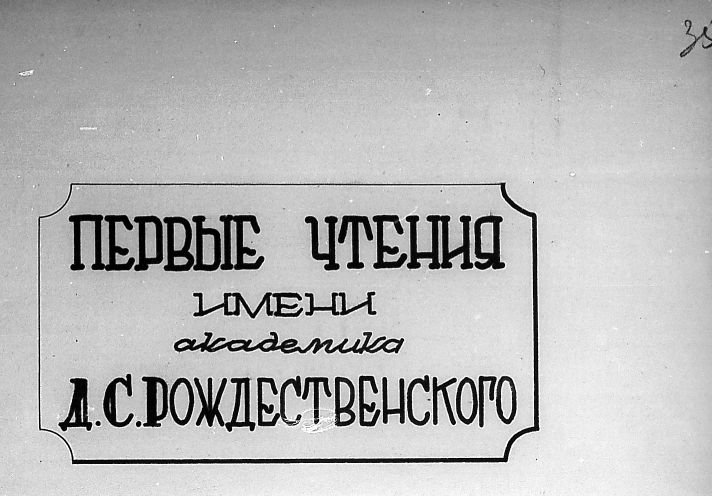 ПЕРВЫЕ ЧТЕНИЯ
ИМЕНИ
академика
Д.С.РОЖДЕСТВЕНСКОГО